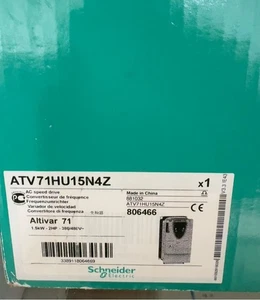 ATV71HU15N4Z
x1
AC speed drive
Convertisseur de fréquence
Frequenzumrichter
Variador de velocidad
Convertitore di frequenza
Made in China
661032
ATV71HU15N4Z
806466
Altivar 71
1.5kW - 2HP - 380/480V~
Schneider
Electric